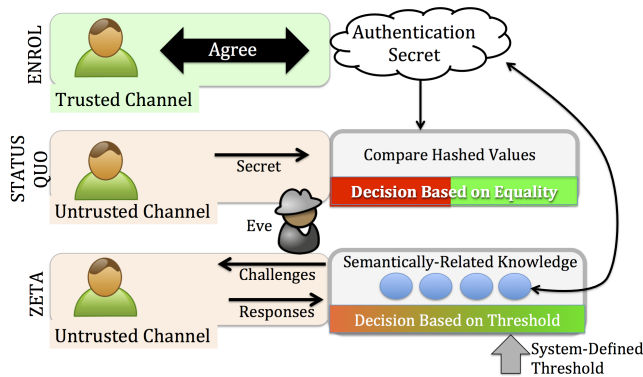 ENROL
Agree
Trusted Channel
Authentication
Secret
STATUS
QUO
Secret
Untrusted Channel
Compare Hashed Values
Decision Based on Equality
Eve
ZETA
Challenges
Responses
Untrusted Channel
Semantically-Related Knowledge
Decision Based on Threshold
System-Defined
Threshold